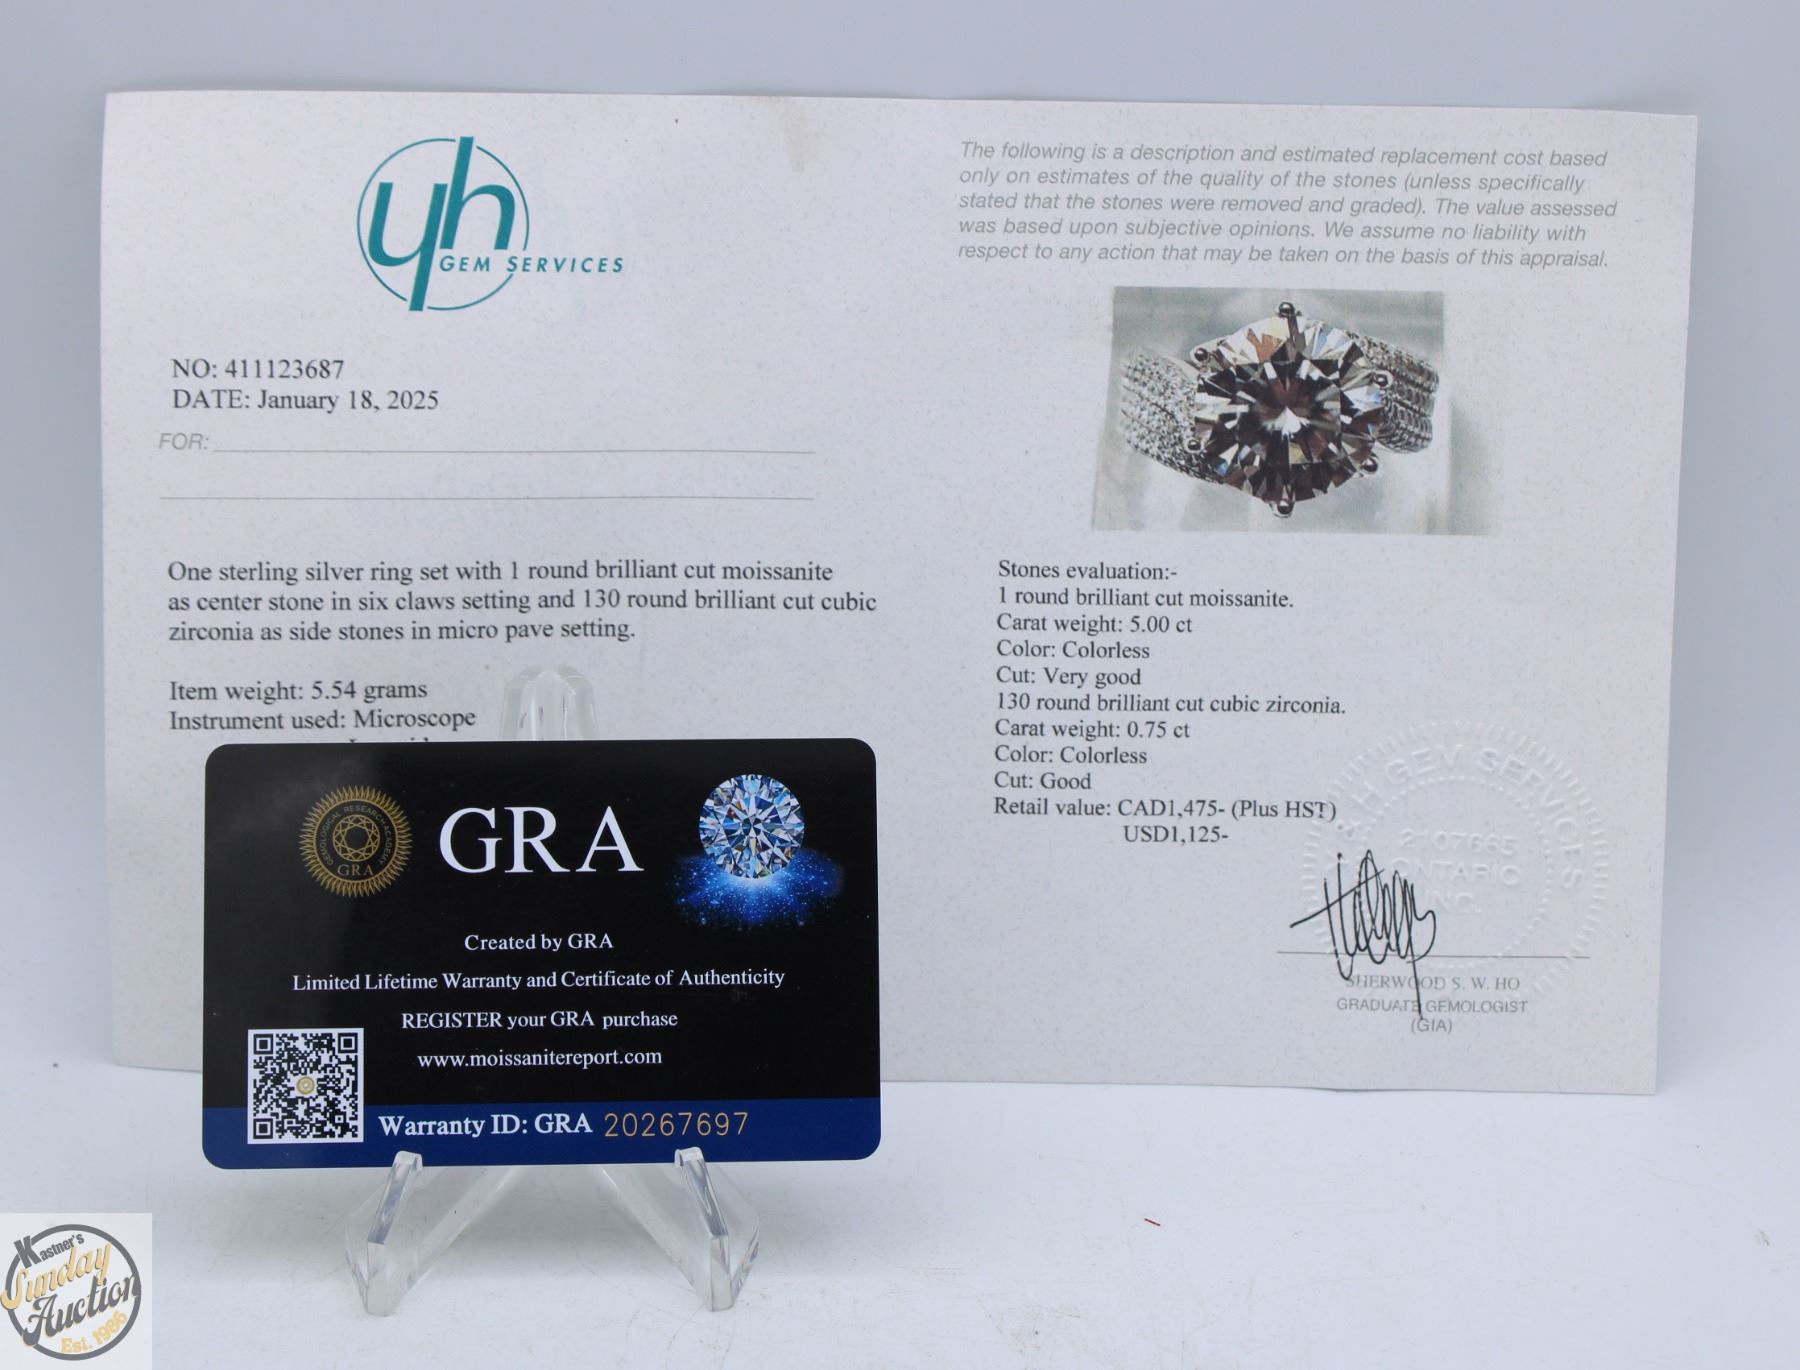 yh
GEM SERVICES
NO: 411123687
DATE: January 18, 2025
FOR:
One sterling silver ring set with 1 round brilliant cut moissanite
as center stone in six claws setting and 130 round brilliant cut cubic
zirconia as side stones in micro pave setting.
Item weight: 5.54 grams
Instrument used: Microscope
The following is a description and estimated replacement cost based
only on estimates of the quality of the stones (unless specifically
stated that the stones were removed and graded). The value assessed
was based upon subjective opinions. We assume no liability with
respect to any action that may be taken on the basis of this appraisal.
Stones evaluation:-
1 round brilliant cut moissanite.
Carat weight: 5.00 ct
Color: Colorless
Cut: Very good
130 round brilliant cut cubic zirconia.
Carat weight: 0.75 ct
Color: Colorless
Cut: Good
Retail value: CAD1,475- (Plus HST)
USD1,125-
H GEM SERVICES
07665
ONTARIO
INC.
SHERWOOD S. W. HO
GRADUATE GEMOLOGIST
(GIA)
GEMOLOGICAL RESEARCH ACADEMY
GRA
GRA
Created by GRA
Limited Lifetime Warranty and Certificate of Authenticity
REGISTER your GRA purchase
www.moissanitereport.com
Warranty ID: GRA 20267697
Kastner's
Sunday
Auction
Est. 1986